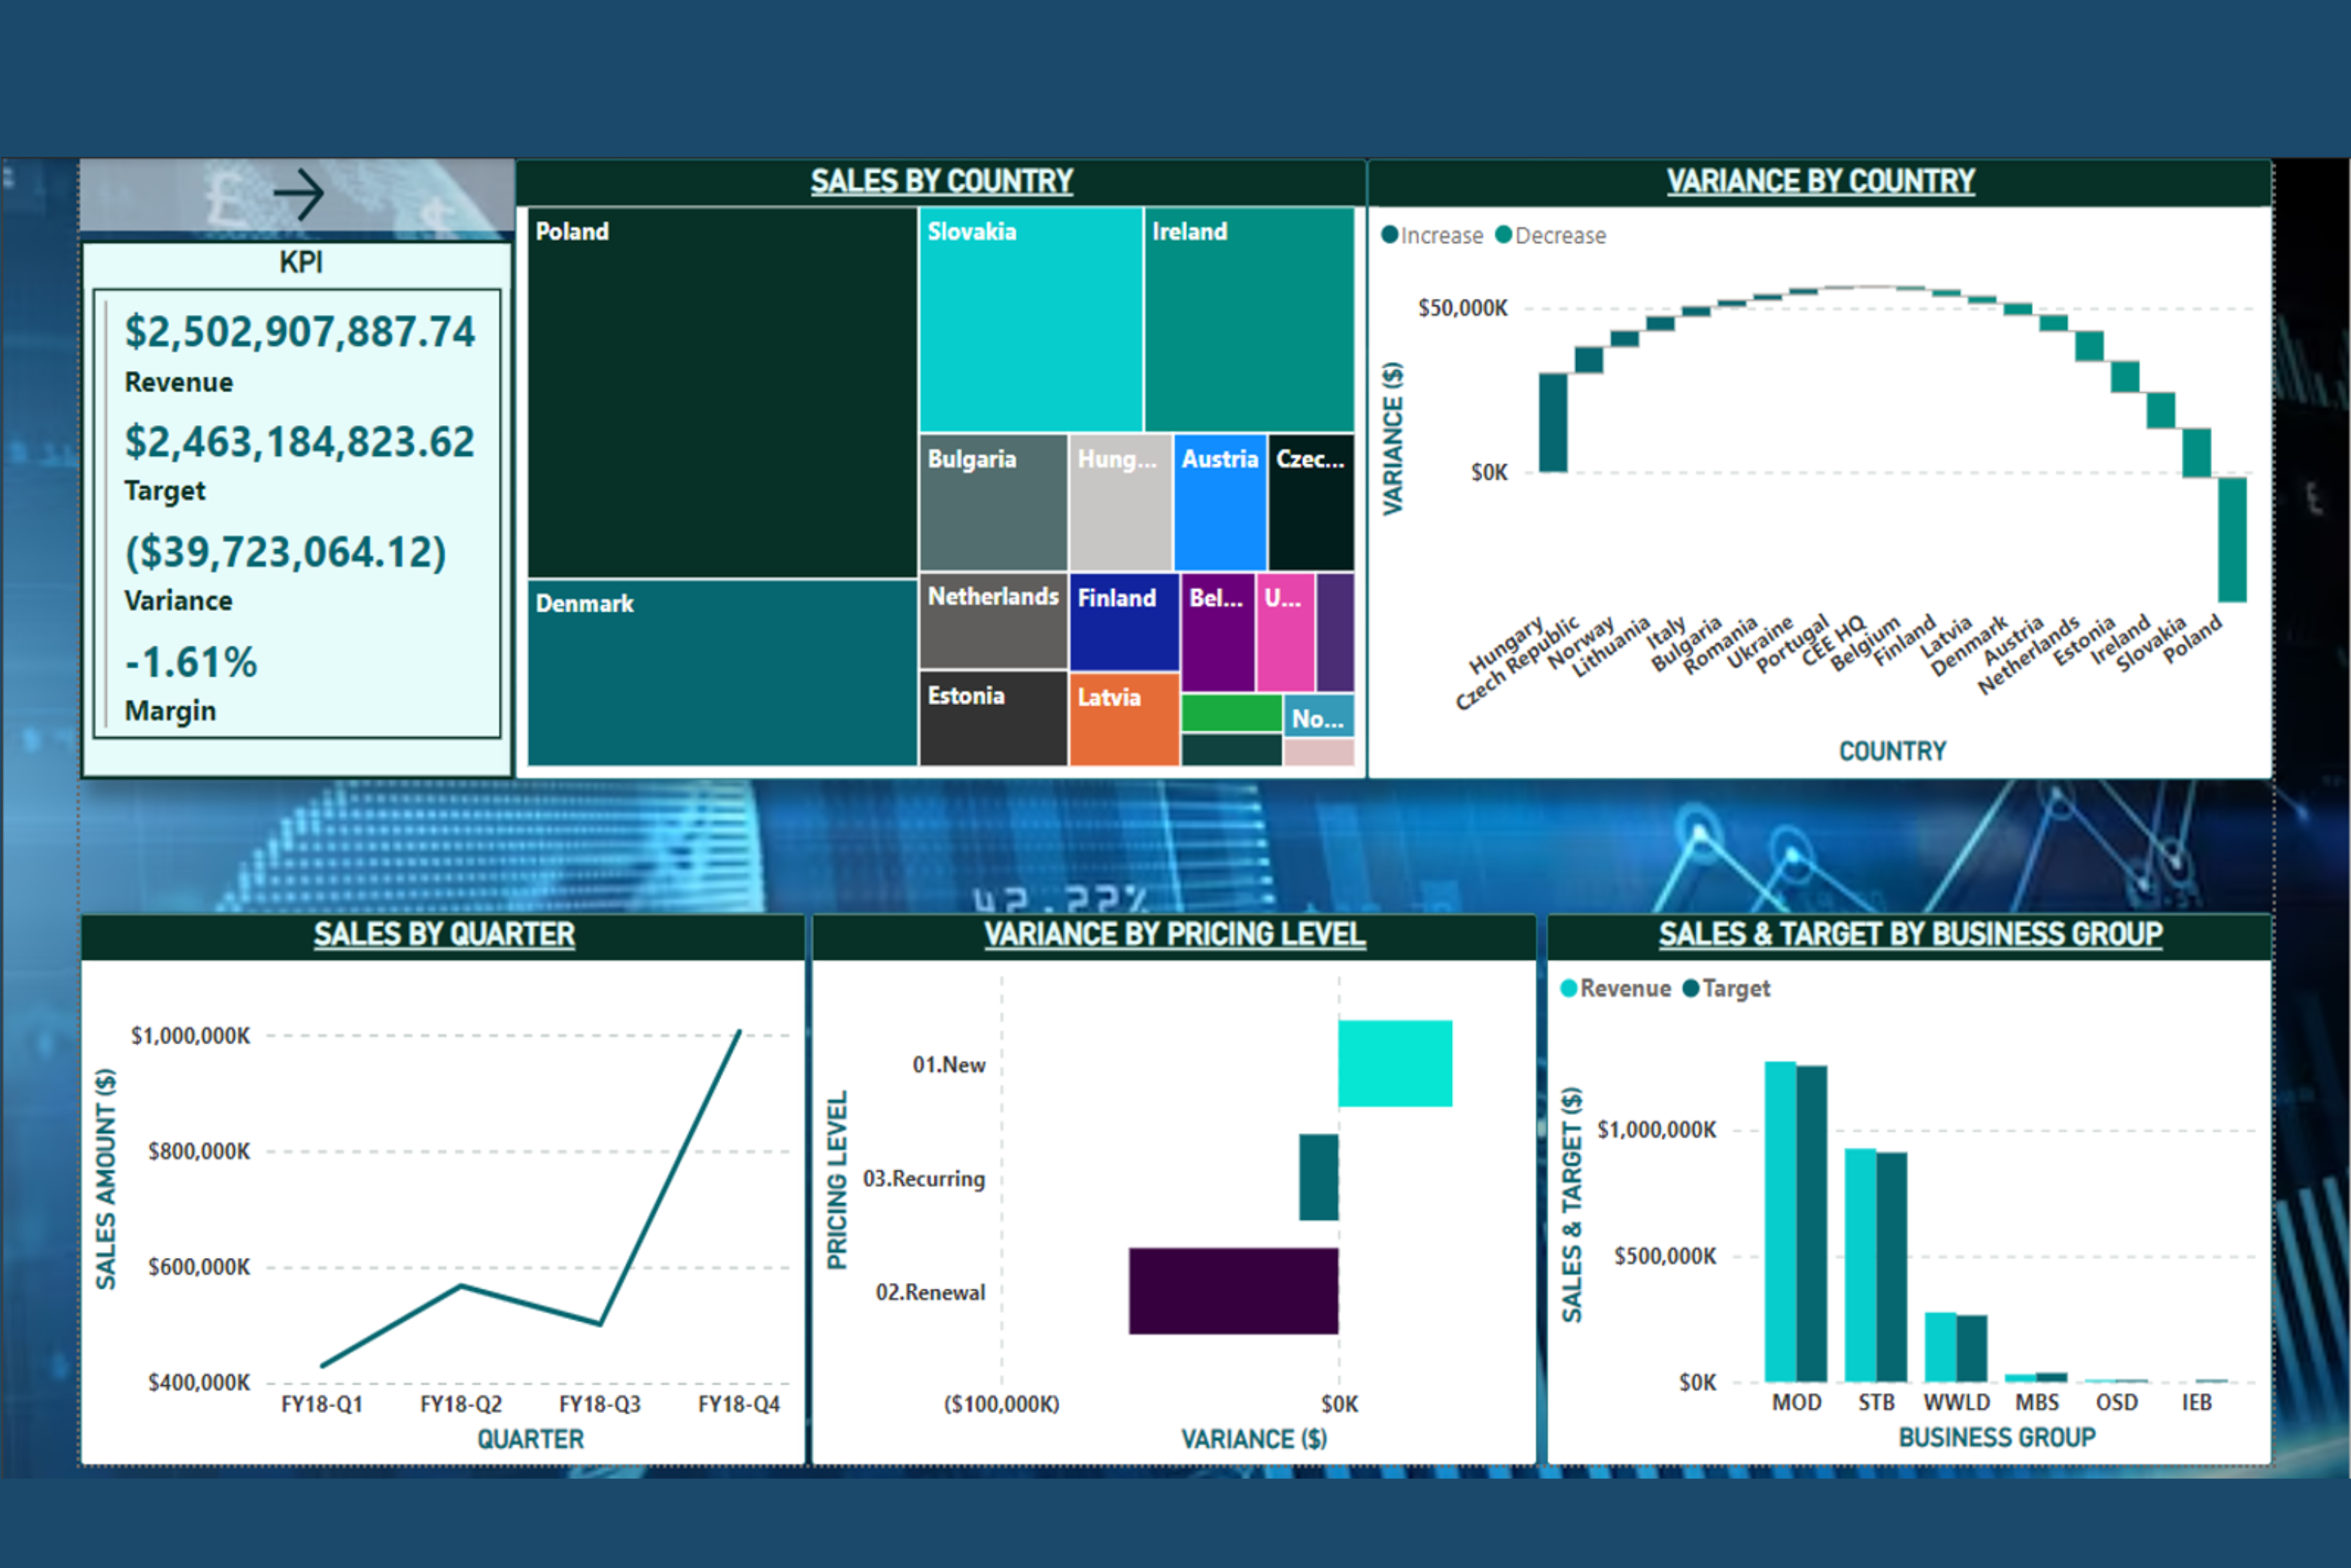 KPI
$2,502,907,887.74
Revenue
$2,463,184,823.62
Target
($39,723,064.12)
Variance
-1.61%
Margin
SALES BY COUNTRY
Poland
Denmark
Slovakia
Ireland
Bulgaria
Hung...
Austria
Czec...
Netherlands
Finland
Bel...
U...
Estonia
Latvia
No...
VARIANCE BY COUNTRY
Increase
Decrease
VARIANCE ($)
$50,000K
$0K
Hungary
Czech Republic
Norway
Lithuania
Italy
Bulgaria
Romania
Ukraine
Portugal
CEE HQ
Belgium
Finland
Latvia
Denmark
Austria
Netherlands
Estonia
Ireland
Slovakia
Poland
COUNTRY
42.22%
SALES BY QUARTER
SALES AMOUNT ($)
$1,000,000K
$800,000K
$600,000K
$400,000K
FY18-Q1
FY18-Q2
FY18-Q3
FY18-Q4
QUARTER
VARIANCE BY PRICING LEVEL
PRICING LEVEL
01.New
03.Recurring
02.Renewal
($100,000K)
$0K
VARIANCE ($)
SALES & TARGET BY BUSINESS GROUP
Revenue
Target
SALES & TARGET ($)
$1,000,000K
$500,000K
$0K
MOD
STB
WWLD
MBS
OSD
IEB
BUSINESS GROUP